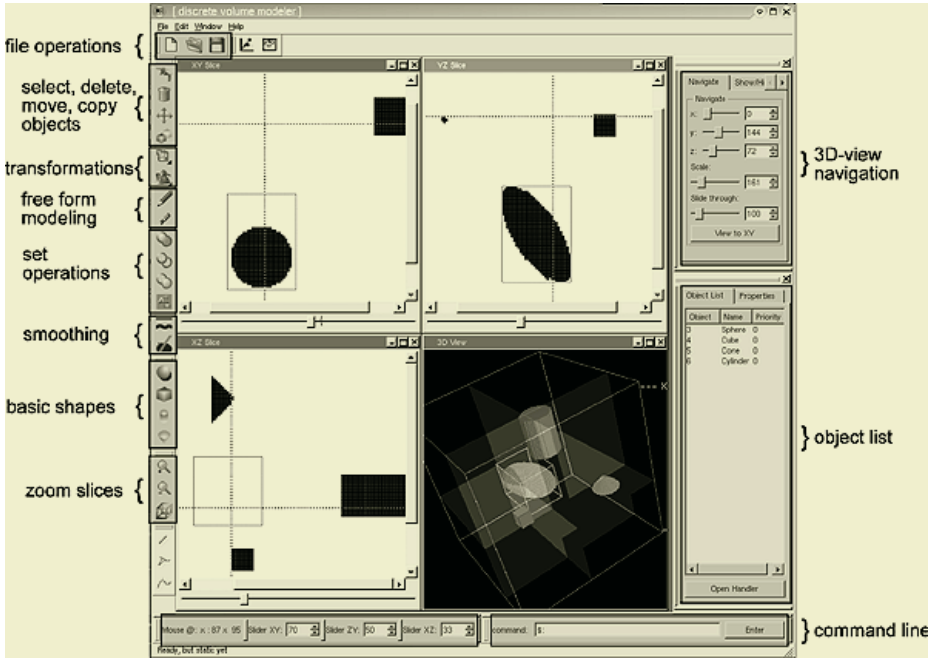 [ discrete volume modeler ]
File Edit Window Help
file operations
XY Slice
YZ Slice
select, delete,
move, copy
objects
transformations
free form
modeling
set
operations
smoothing
basic shapes
zoom slices
XZ Slice
3D View
X
Navigate Show/Hi
Navigate
x: 0
y: 144
z: 72
Scale:
161
Slide through:
100
View to XY
3D-view
navigation
Object List Properties
Object Name Priority
3 Sphere 0
4 Cube 0
5 Cone 0
6 Cylinder 0
object list
Open Handler
Mouse @: x : 87 x 95 Slider XY: 70 Slider ZY: 50 Slider XZ: 33 command: $: Enter
command line
Ready, but static yet